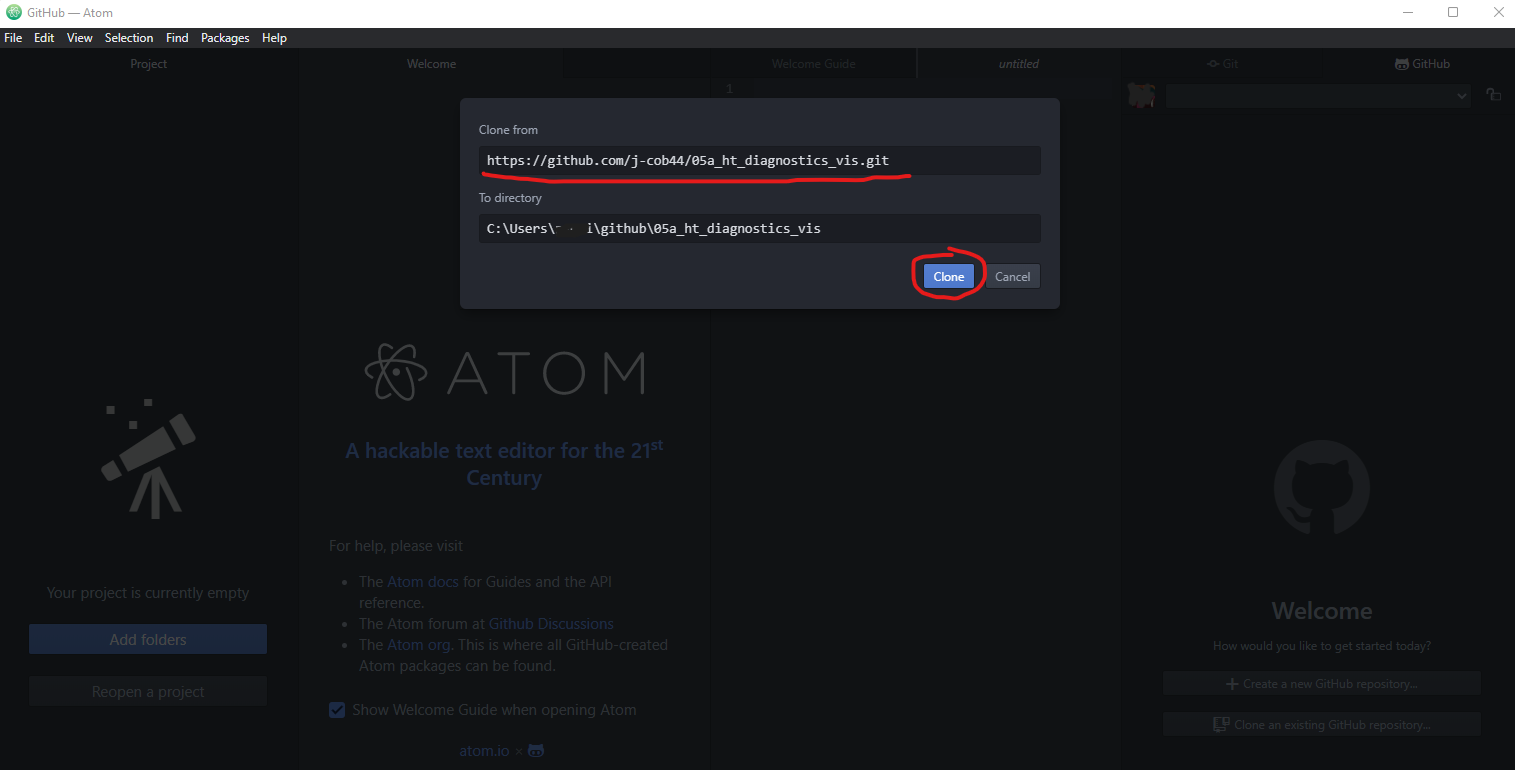 GitHub — Atom
File Edit View Selection Find Packages Help
Project Welcome Welcome Guide untitled Git GitHub
1
Clone from
https://github.com/j-cob44/05a_ht_diagnostics_vis.git
To directory
C:\Users\ i\github\05a_ht_diagnostics_vis
Clone Cancel
ATOM
A hackable text editor for the 21st
Century
For help, please visit
• The Atom docs for Guides and the API
reference.
• The Atom forum at Github Discussions
• The Atom org. This is where all GitHub-created
Atom packages can be found.
Show Welcome Guide when opening Atom
atom.io ×
Your project is currently empty
Add folders
Reopen a project
Welcome
How would you like to get started today?
Create a new GitHub repository...
Clone an existing GitHub repository...